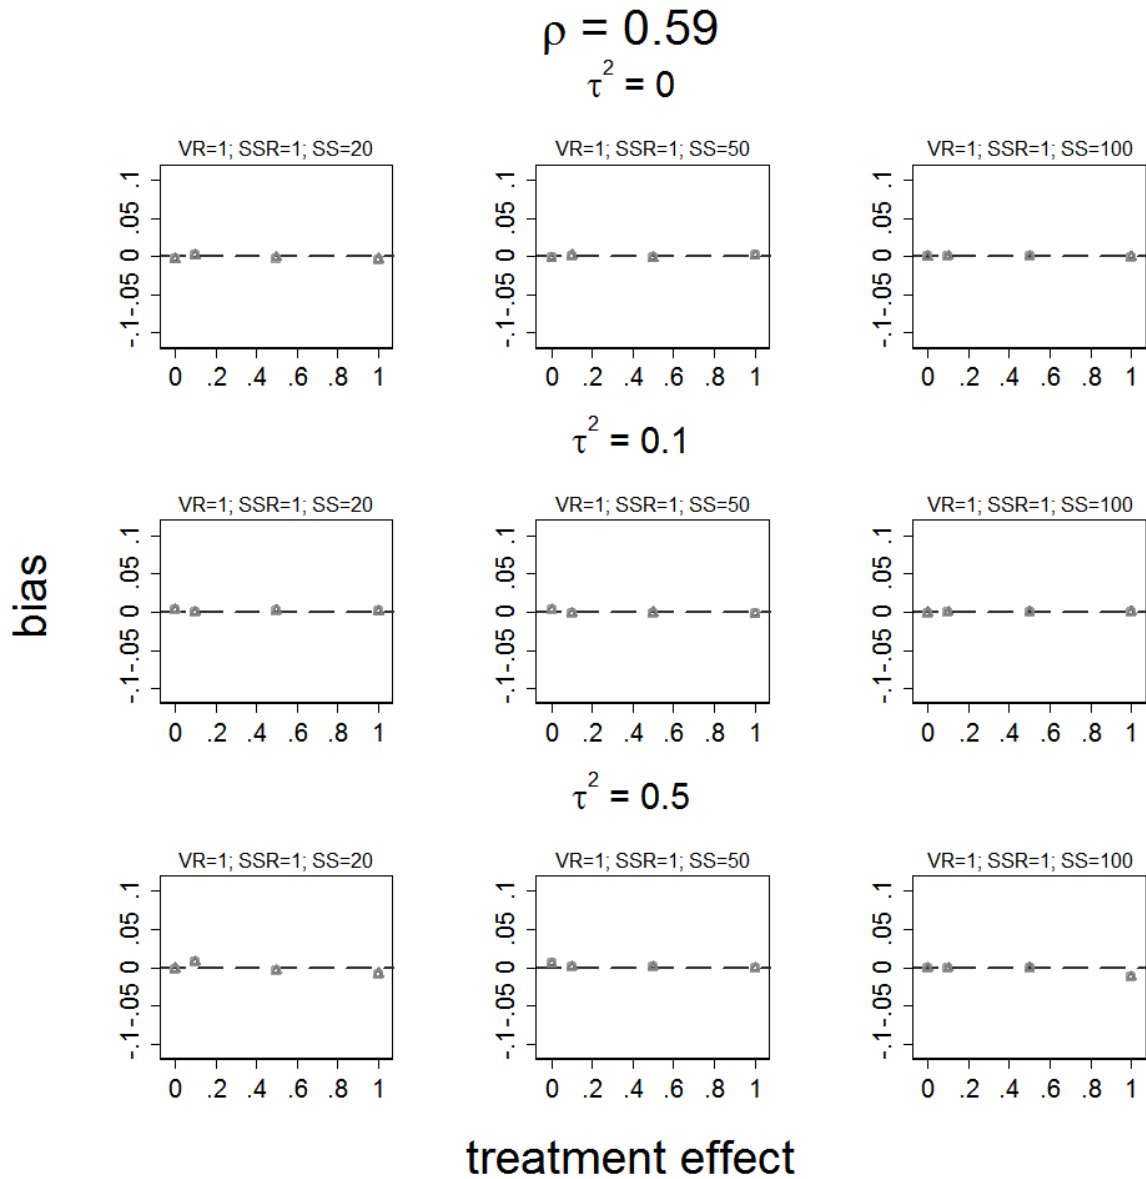 ρ = 0.59
τ² = 0
VR=1; SSR=1; SS=20 VR=1; SSR=1; SS=50 VR=1; SSR=1; SS=100
-.1 -.05 0 .05 .1 -.1 -.05 0 .05 .1 -.1 -.05 0 .05 .1
0 .2 .4 .6 .8 1 0 .2 .4 .6 .8 1 0 .2 .4 .6 .8 1
τ² = 0.1
VR=1; SSR=1; SS=20 VR=1; SSR=1; SS=50 VR=1; SSR=1; SS=100
bias
-.1 -.05 0 .05 .1 -.1 -.05 0 .05 .1 -.1 -.05 0 .05 .1
0 .2 .4 .6 .8 1 0 .2 .4 .6 .8 1 0 .2 .4 .6 .8 1
τ² = 0.5
VR=1; SSR=1; SS=20 VR=1; SSR=1; SS=50 VR=1; SSR=1; SS=100
-.1 -.05 0 .05 .1 -.1 -.05 0 .05 .1 -.1 -.05 0 .05 .1
0 .2 .4 .6 .8 1 0 .2 .4 .6 .8 1 0 .2 .4 .6 .8 1
treatment effect